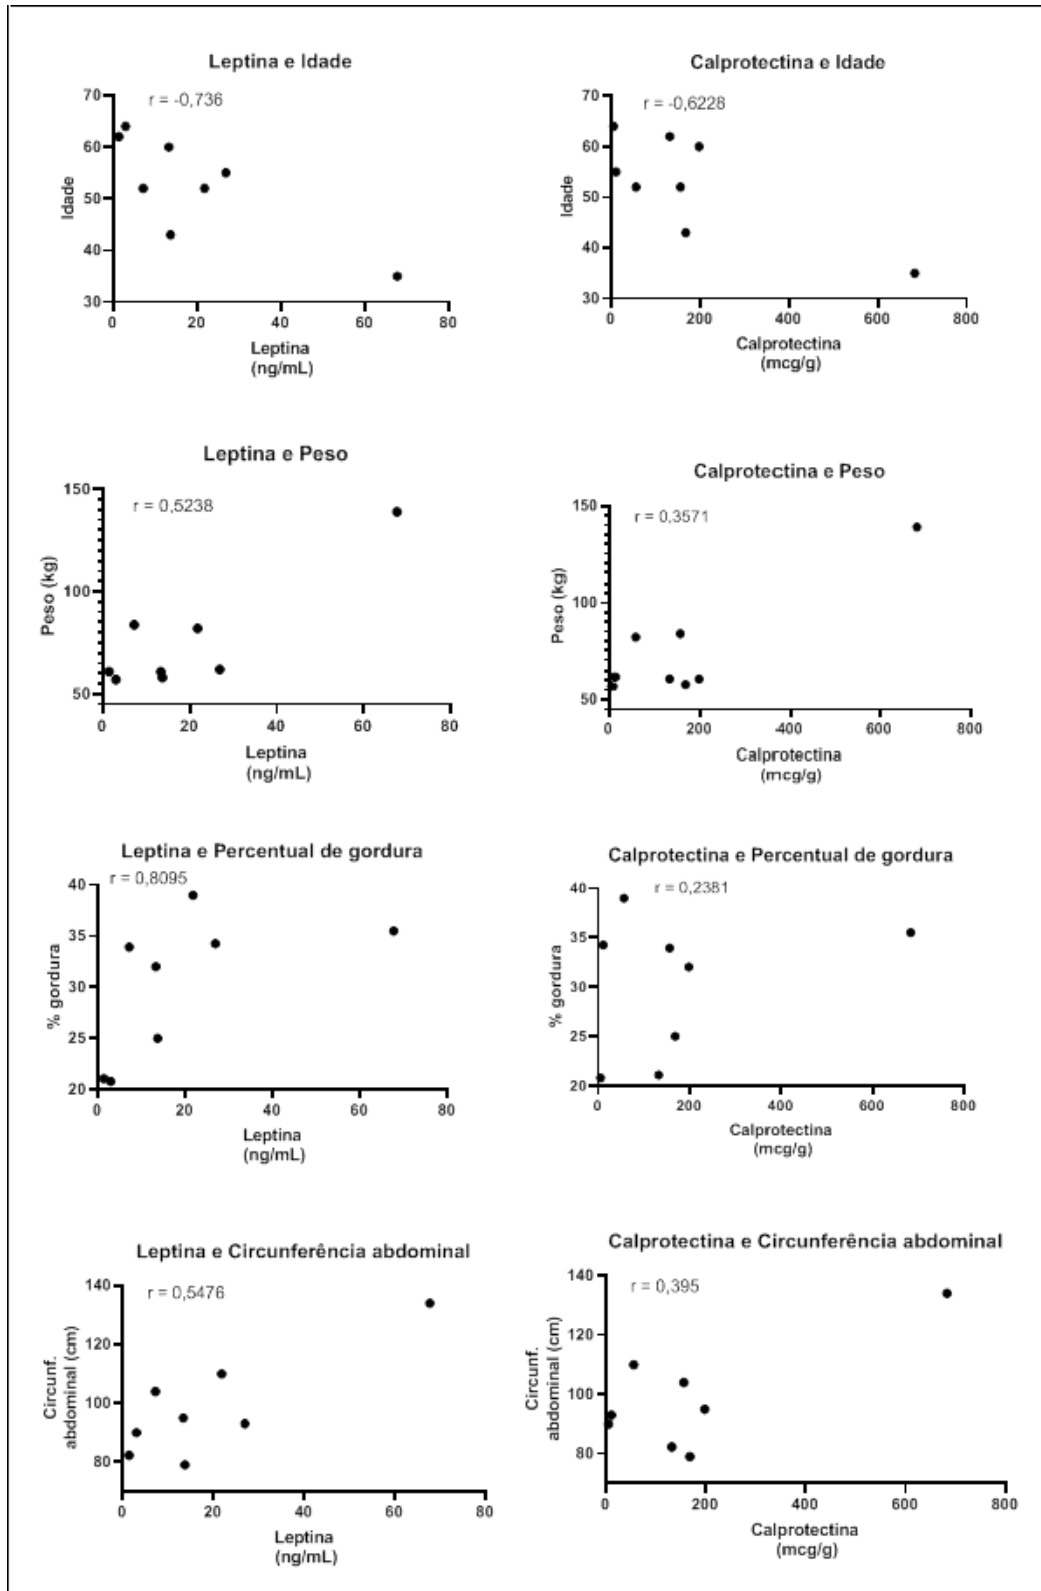 Leptina e Idade
r = -0,736
70
60
50
40
30
Idade
0 20 40 60 80
Leptina
(ng/mL)
Calprotectina e Idade
r = -0,6228
70
60
50
40
30
Idade
0 200 400 600 800
Calprotectina
(mcg/g)
Leptina e Peso
r = 0,5238
150
100
50
Peso (kg)
0 20 40 60 80
Leptina
(ng/mL)
Calprotectina e Peso
r = 0,3571
150
100
50
Peso (kg)
0 200 400 600 800
Calprotectina
(mcg/g)
Leptina e Percentual de gordura
r = 0,8095
40
35
30
25
20
% gordura
0 20 40 60 80
Leptina
(ng/mL)
Calprotectina e Percentual de gordura
r = 0,2381
40
35
30
25
20
% gordura
0 200 400 600 800
Calprotectina
(mcg/g)
Leptina e Circunferência abdominal
r = 0,5476
140
120
100
80
Circunf.
abdominal (cm)
0 20 40 60 80
Leptina
(ng/mL)
Calprotectina e Circunferência abdominal
r = 0,395
140
120
100
80
Circunf.
abdominal (cm)
0 200 400 600 800
Calprotectina
(mcg/g)